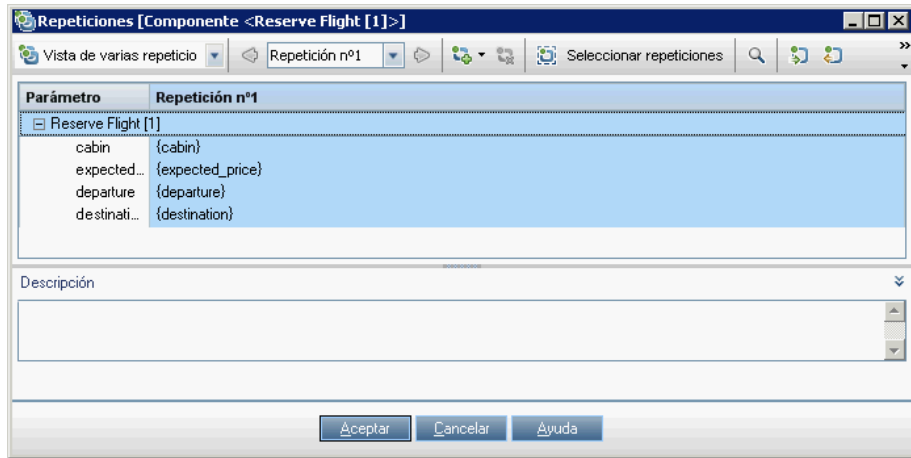 Repeticiones [Componente <Reserve Flight [1]>]
Vista de varias repeticio Repetición nº1 Seleccionar repeticiones
Parámetro Repetición nº1
Reserve Flight [1]
cabin {cabin}
expected... {expected_price}
departure {departure}
destinati... {destination}
Descripción
Aceptar Cancelar Ayuda